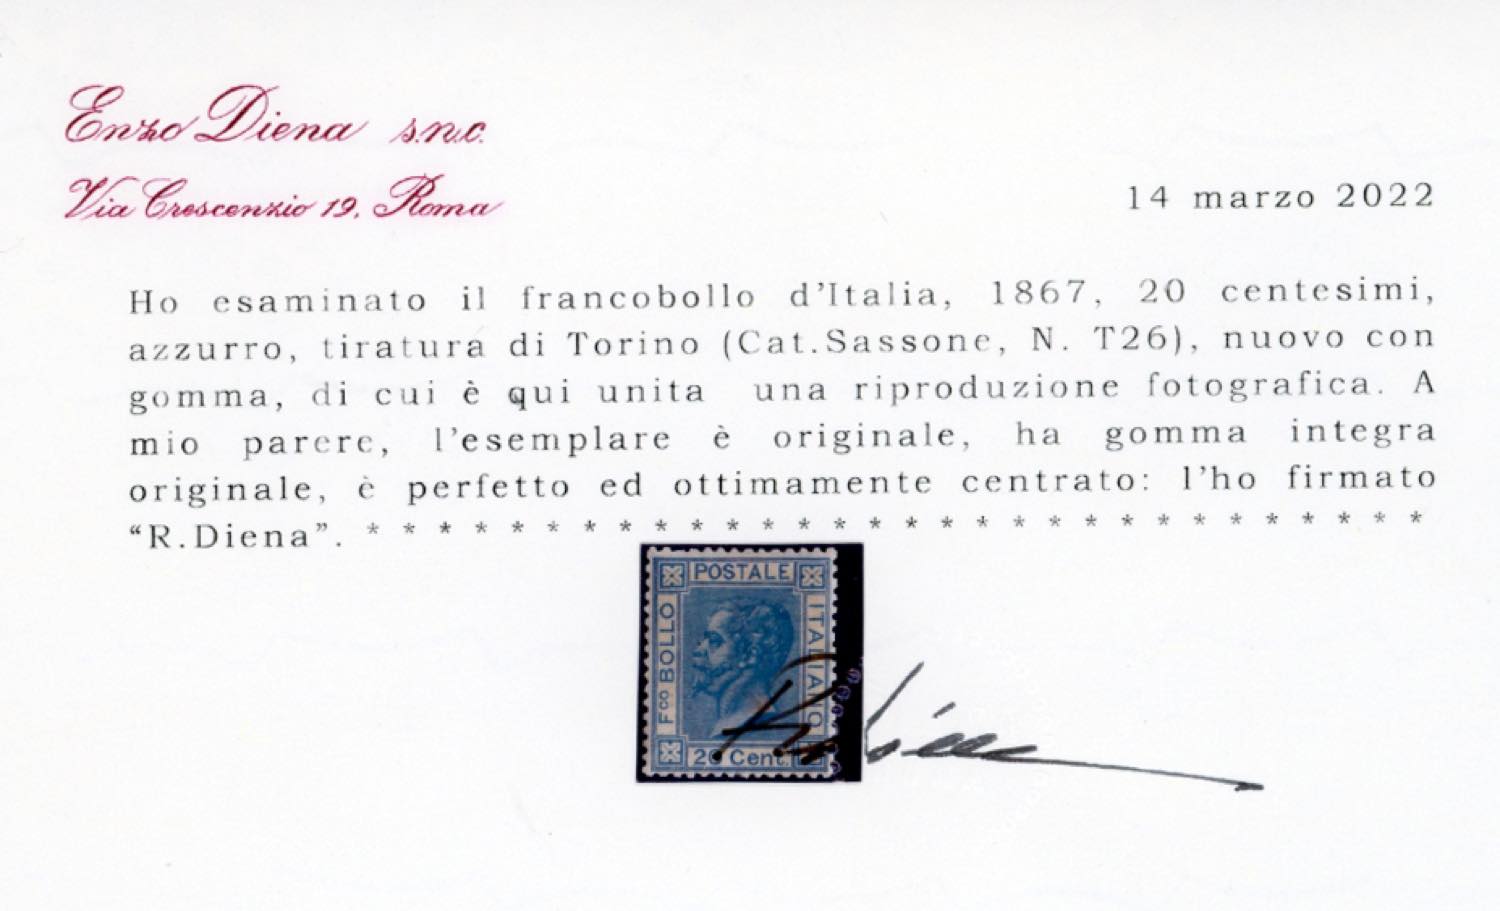 Enzo Diena s.n.c.
Via Crescenzio 19, Roma
14 marzo 2022
Ho esaminato il francobollo d'Italia, 1867, 20 centesimi,
azzurro, tiratura di Torino (Cat.Sassone, N. T26), nuovo con
gomma, di cui è qui unita una riproduzione fotografica. A
mio parere, l'esemplare è originale, ha gomma integra
originale, è perfetto ed ottimamente centrato: l'ho firmato
“R.Diena”. * * * * * * * * * * * * * * * * * * * * * * * * * * * * * *
POSTALE
Fco BOLLO
ITALIANO
20 Cent.